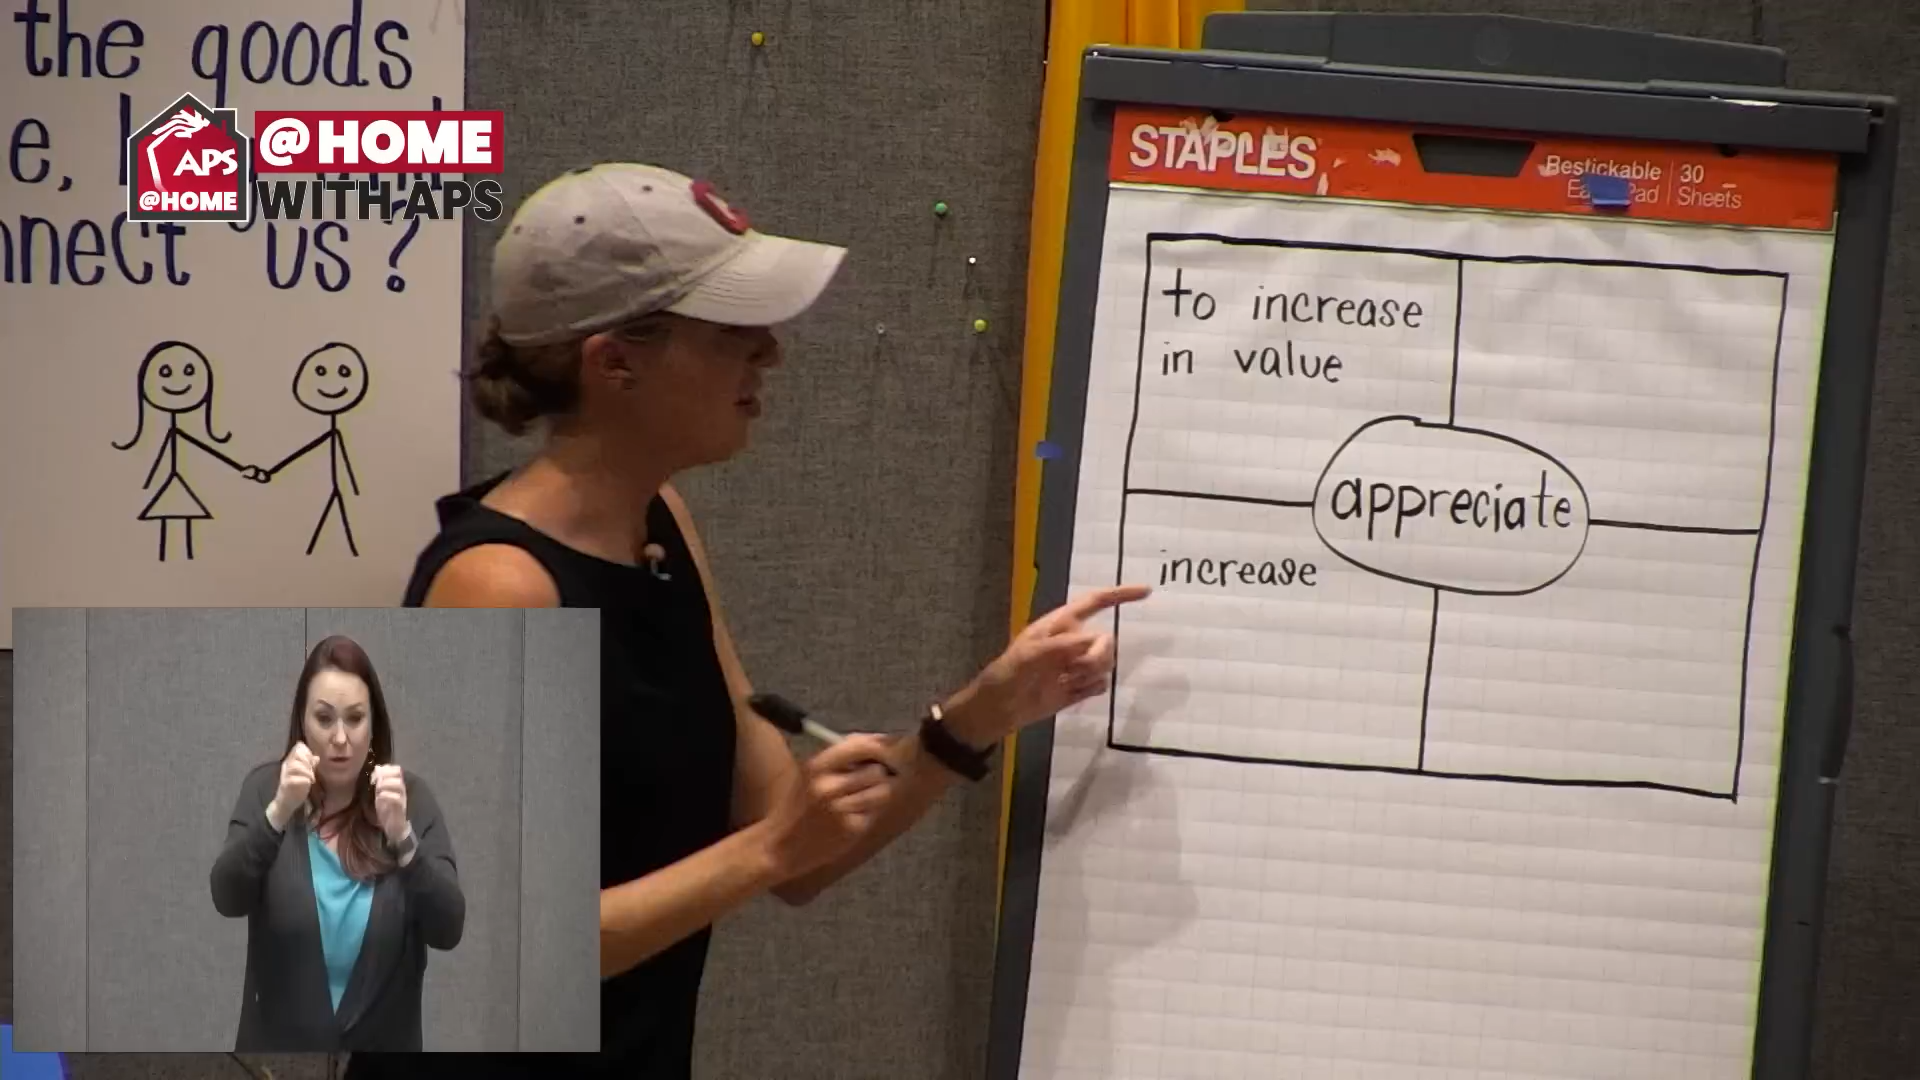 the goods
e,
nnect us?
APS
@HOME
@HOME
WITH APS
STAPLES
Bestickable
Pad
30
Sheets
to increase
in value
appreciate
increase